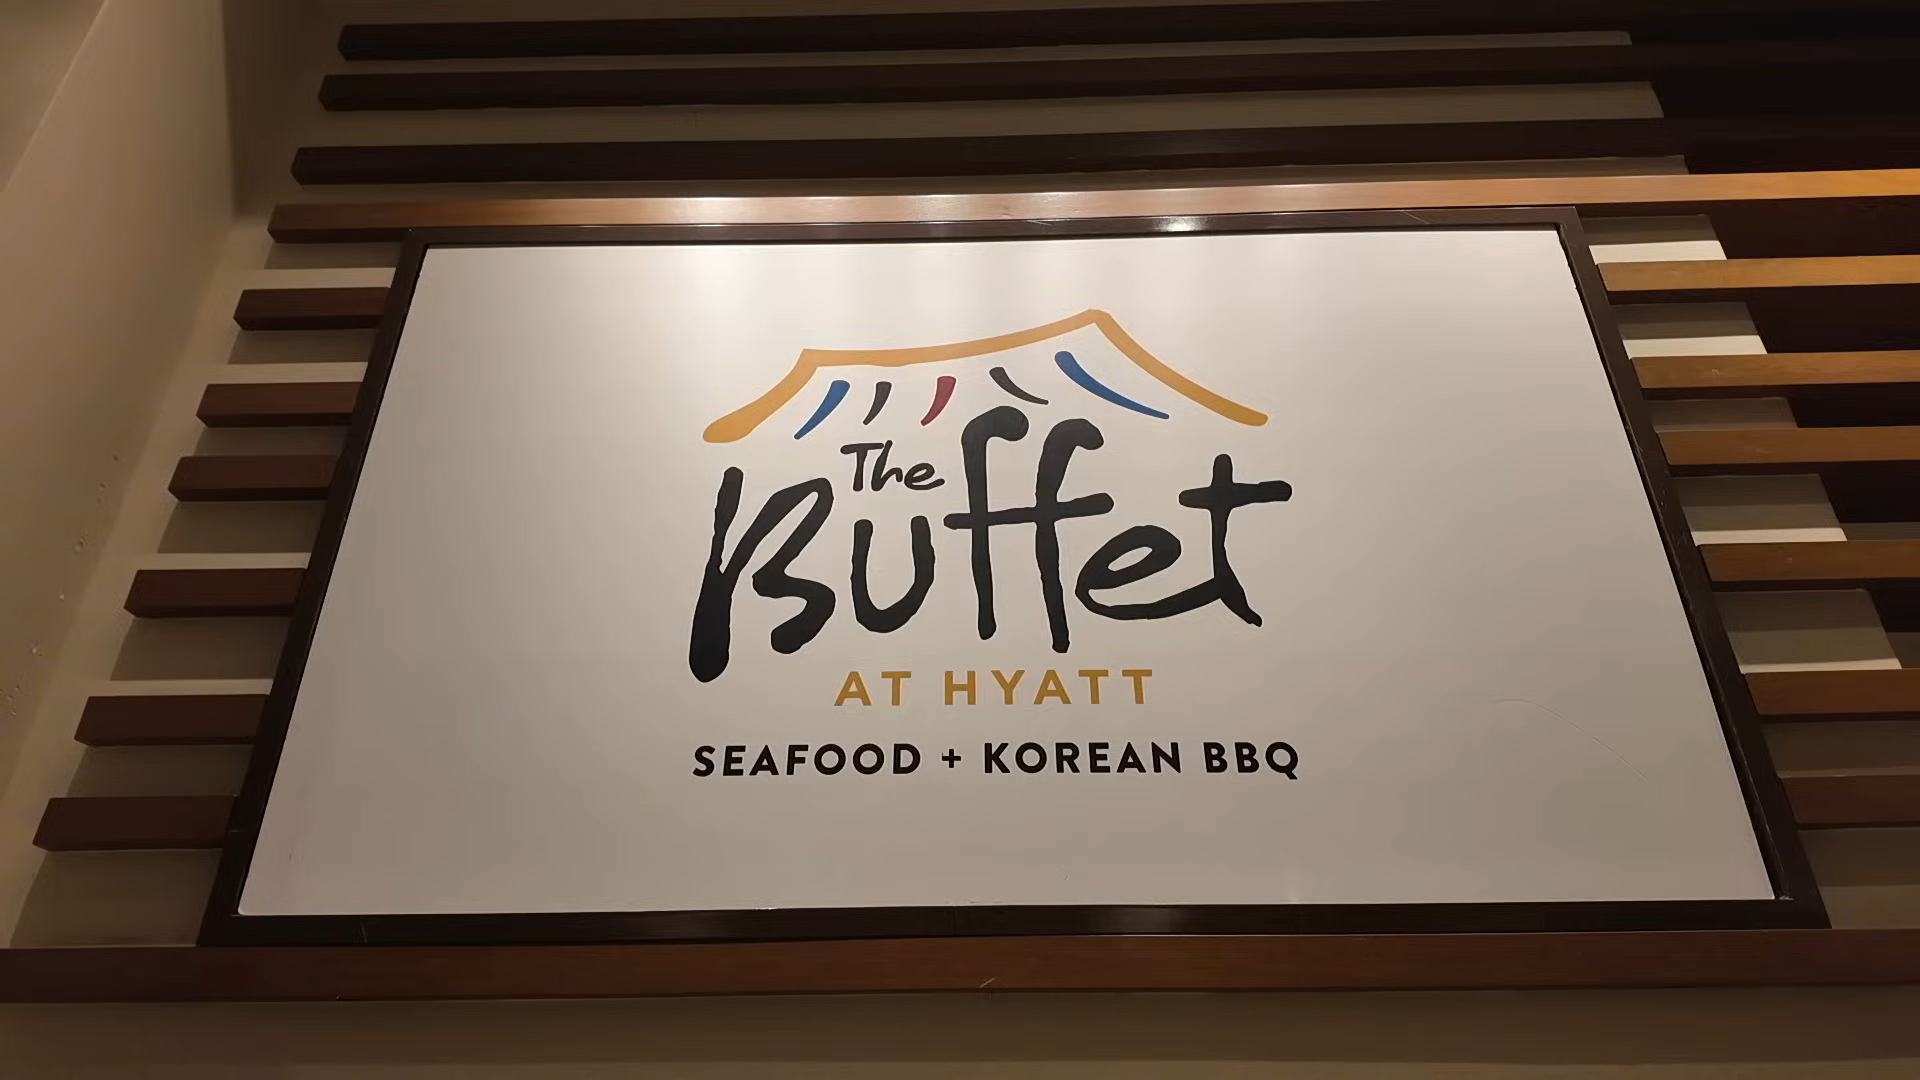 The
Buffet
AT HYATT
SEAFOOD + KOREAN BBQ